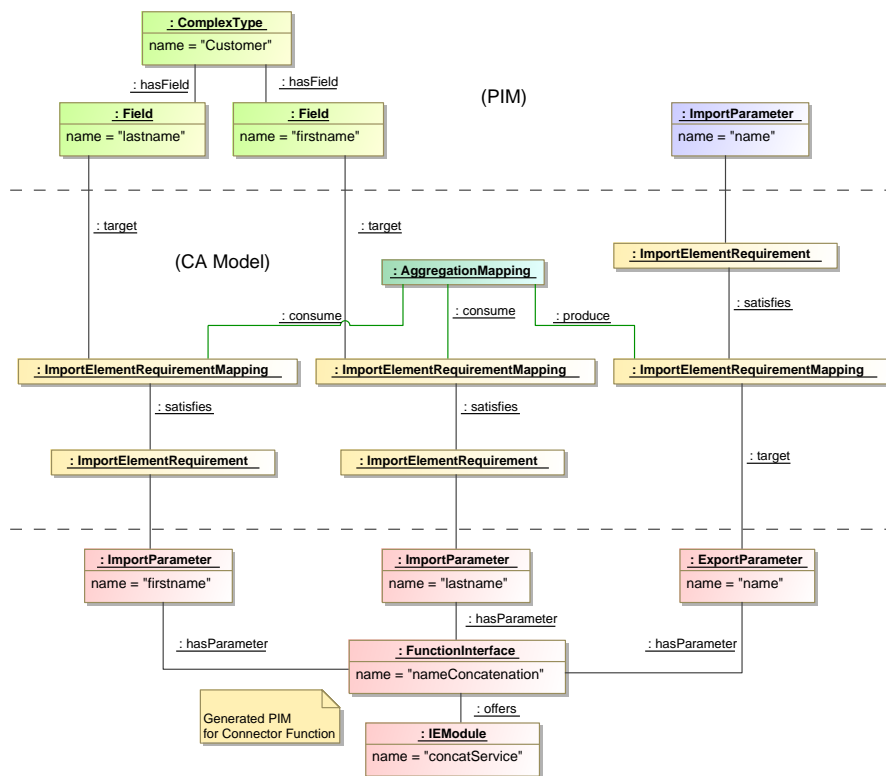 : ComplexType
name = "Customer"
: hasField
: hasField
(PIM)
: Field
name = "lastname"
: Field
name = "firstname"
: ImportParameter
name = "name"
: target
: target
(CA Model)
: ImportElementRequirement
: AggregationMapping
: satisfies
: consume
: consume
: produce
: ImportElementRequirementMapping
: ImportElementRequirementMapping
: ImportElementRequirementMapping
: satisfies
: satisfies
: ImportElementRequirement
: ImportElementRequirement
: target
: ImportParameter
name = "firstname"
: ImportParameter
name = "lastname"
: ExportParameter
name = "name"
: hasParameter
: hasParameter
: hasParameter
: FunctionInterface
name = "nameConcatenation"
Generated PIM
for Connector Function
: offers
: IEModule
name = "concatService"